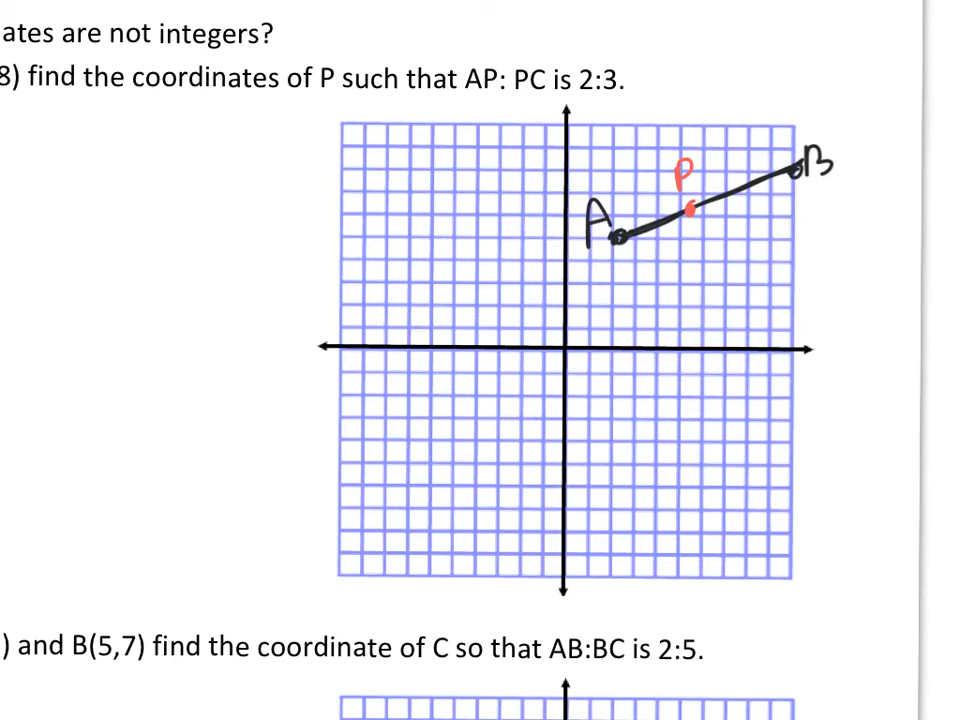 ates are not integers?
8) find the coordinates of P such that AP: PC is 2:3.
P
B
A
) and B(5,7) find the coordinate of C so that AB:BC is 2:5.